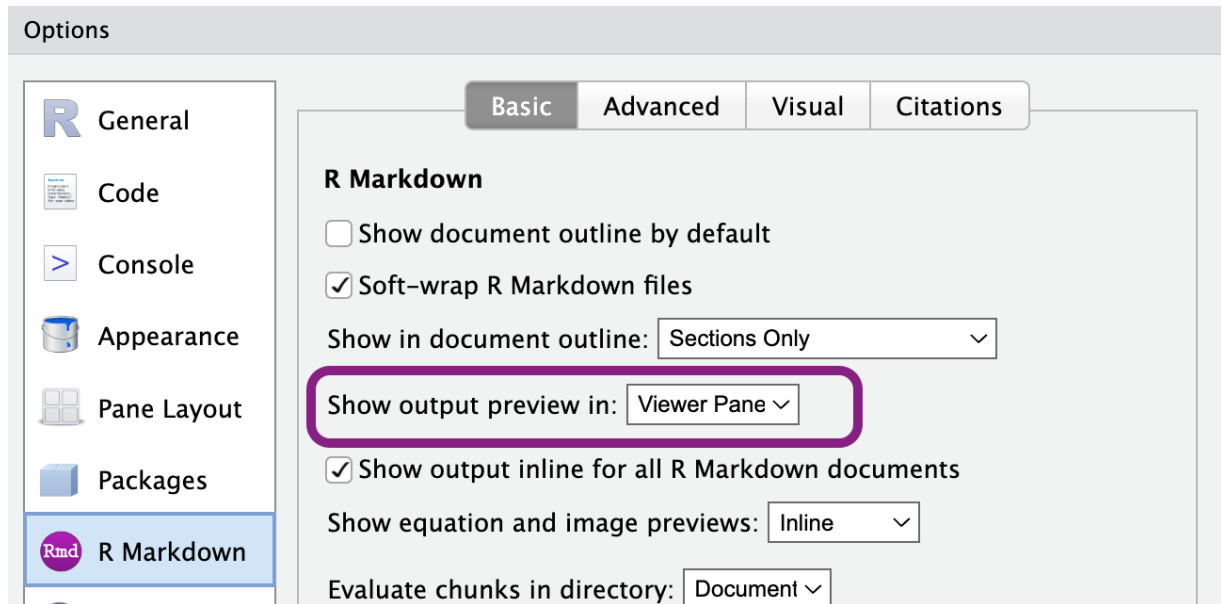 Options
General
Code
>
Console
Appearance
Pane Layout
Packages
Rmd
R Markdown
Basic
Advanced
Visual
Citations
R Markdown
Show document outline by default
Soft-wrap R Markdown files
Show in document outline: Sections Only
Show output preview in: Viewer Pane
Show output inline for all R Markdown documents
Show equation and image previews: Inline
Evaluate chunks in directory: Document